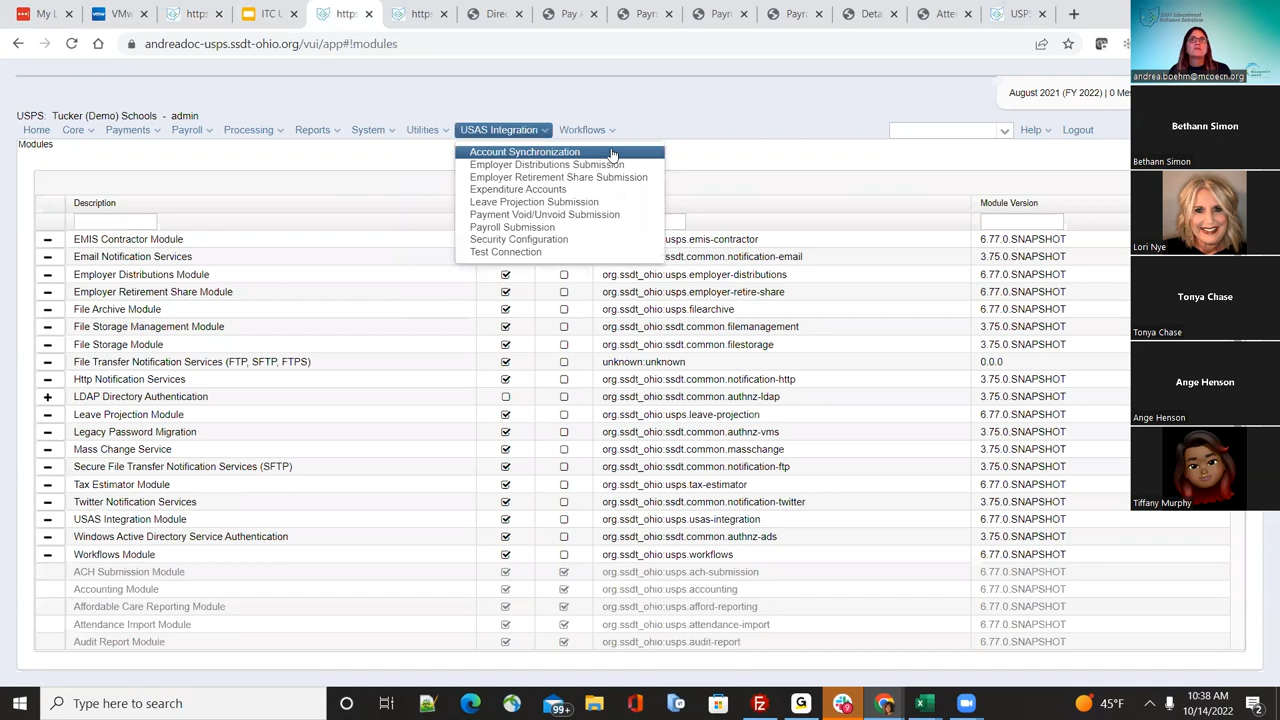 My L
VMw
https
ITC U
https
https
Dete
Pay
Payr
Payr
Payr
Deta
Atte
USPS
andreadoc-usps.ssdt-ohio.org/vui/app#!modules
SSDT Educational
Software Solutions
andrea.boehm@mcoecn.org
August 2021 (FY 2022) | 0 Mes
USPS: Tucker (Demo) Schools - admin
Home Core Payments Payroll Processing Reports System Utilities USAS Integration Workflows Help Logout
Modules
Account Synchronization
Employer Distributions Submission
Employer Retirement Share Submission
Expenditure Accounts
Leave Projection Submission
Payment Void/Unvoid Submission
Payroll Submission
Security Configuration
Test Connection
Description Module Version
EMIS Contractor Module usps.emis-contractor 6.77.0.SNAPSHOT
Email Notification Services org.ssdt_ohio:ssdt.common.notification-email 3.75.0.SNAPSHOT
Employer Distributions Module org.ssdt_ohio:usps.employer-distributions 6.77.0.SNAPSHOT
Employer Retirement Share Module org.ssdt_ohio:usps.employer-retire-share 6.77.0.SNAPSHOT
File Archive Module org.ssdt_ohio:usps.filearchive 6.77.0.SNAPSHOT
File Storage Management Module org.ssdt_ohio:ssdt.common.filemanagement 3.75.0.SNAPSHOT
File Storage Module org.ssdt_ohio:ssdt.common.filestorage 3.75.0.SNAPSHOT
File Transfer Notification Services (FTP, SFTP, FTPS) unknown:unknown 0.0.0
Http Notification Services org.ssdt_ohio:ssdt.common.notification-http 3.75.0.SNAPSHOT
LDAP Directory Authentication org.ssdt_ohio:ssdt.common.authnz-ldap 3.75.0.SNAPSHOT
Leave Projection Module org.ssdt_ohio:usps.leave-projection 6.77.0.SNAPSHOT
Legacy Password Migration org.ssdt_ohio:ssdt.common.authnz-vms 3.75.0.SNAPSHOT
Mass Change Service org.ssdt_ohio:ssdt.common.masschange 3.75.0.SNAPSHOT
Secure File Transfer Notification Services (SFTP) org.ssdt_ohio:ssdt.common.notification-ftp 3.75.0.SNAPSHOT
Tax Estimator Module org.ssdt_ohio:usps.tax-estimator 6.77.0.SNAPSHOT
Twitter Notification Services org.ssdt_ohio:ssdt.common.notification-twitter 3.75.0.SNAPSHOT
USAS Integration Module org.ssdt_ohio:usps.usas-integration 6.77.0.SNAPSHOT
Windows Active Directory Service Authentication org.ssdt_ohio:ssdt.common.authnz-ads 3.75.0.SNAPSHOT
Workflows Module org.ssdt_ohio:usps.workflows 6.77.0.SNAPSHOT
ACH Submission Module org.ssdt_ohio:usps.ach-submission 6.77.0.SNAPSHOT
Accounting Module org.ssdt_ohio:usps.accounting 6.77.0.SNAPSHOT
Affordable Care Reporting Module org.ssdt_ohio:usps.afford-reporting 6.77.0.SNAPSHOT
Attendance Import Module org.ssdt_ohio:usps.attendance-import 6.77.0.SNAPSHOT
Audit Report Module org.ssdt_ohio:usps.audit-report 6.77.0.SNAPSHOT
Bethann Simon
Bethann Simon
Lori Nye
Tonya Chase
Tonya Chase
Ange Henson
Ange Henson
Tiffany Murphy
Type here to search
99+
45°F
10:38 AM
10/14/2022
2